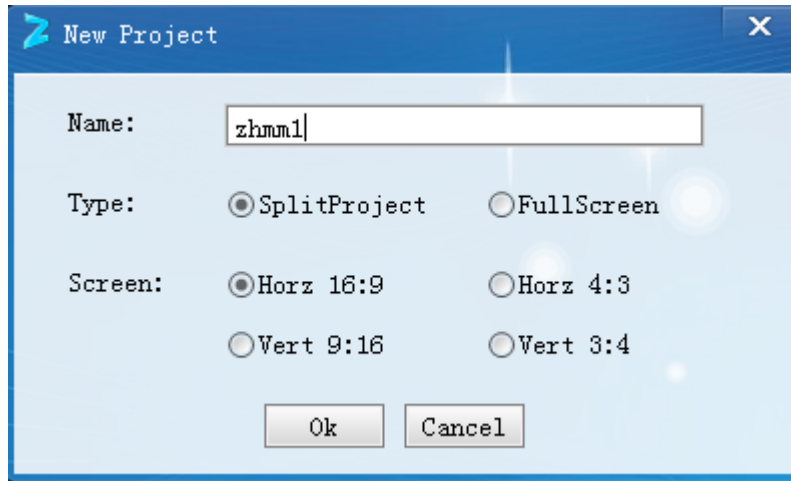 New Project
Name: zhmm1
Type: SplitProject FullScreen
Screen: Horz 16:9 Horz 4:3
Vert 9:16 Vert 3:4
Ok Cancel